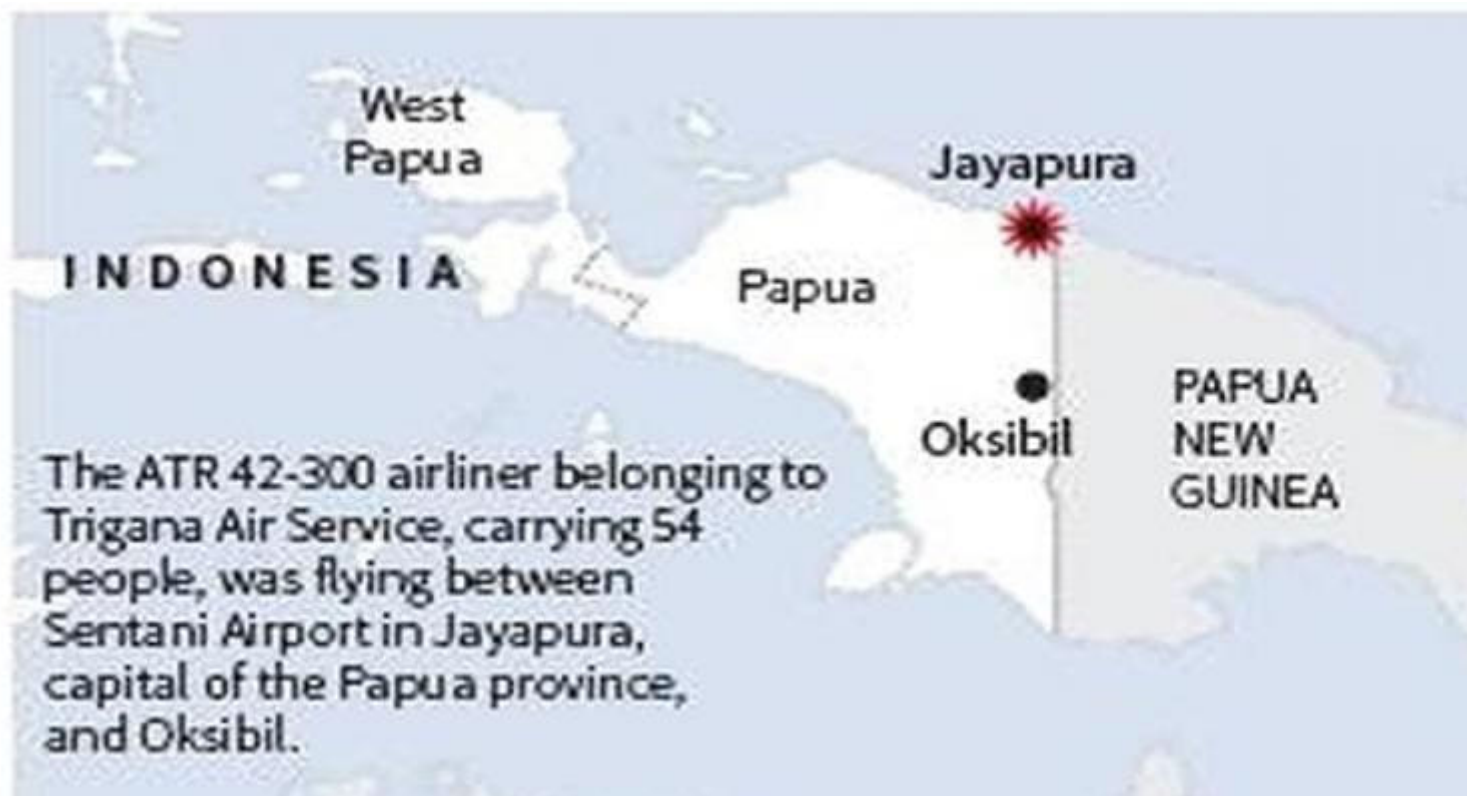 West
Papua
Jayapura
INDONESIA
Papua
Oksibil
PAPUA
NEW
GUINEA
The ATR 42-300 airliner belonging to
Trigana Air Service, carrying 54
people, was flying between
Sentani Airport in Jayapura,
capital of the Papua province,
and Oksibil.